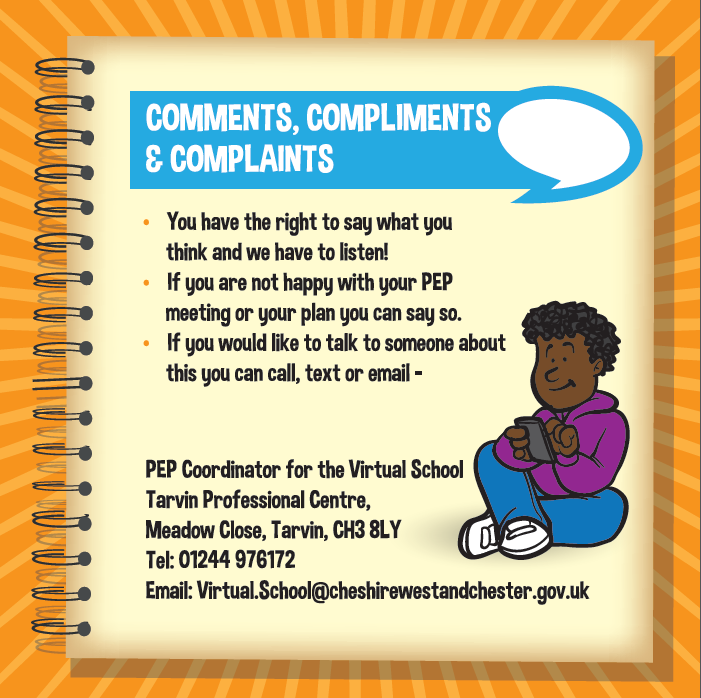 COMMENTS, COMPLIMENTS
& COMPLAINTS
• You have the right to say what you
think and we have to listen!
• If you are not happy with your PEP
meeting or your plan you can say so.
• If you would like to talk to someone about
this you can call, text or email -
PEP Coordinator for the Virtual School
Tarvin Professional Centre,
Meadow Close, Tarvin, CH3 8LY
Tel: 01244 976172
Email: Virtual.School@cheshirewestandchester.gov.uk